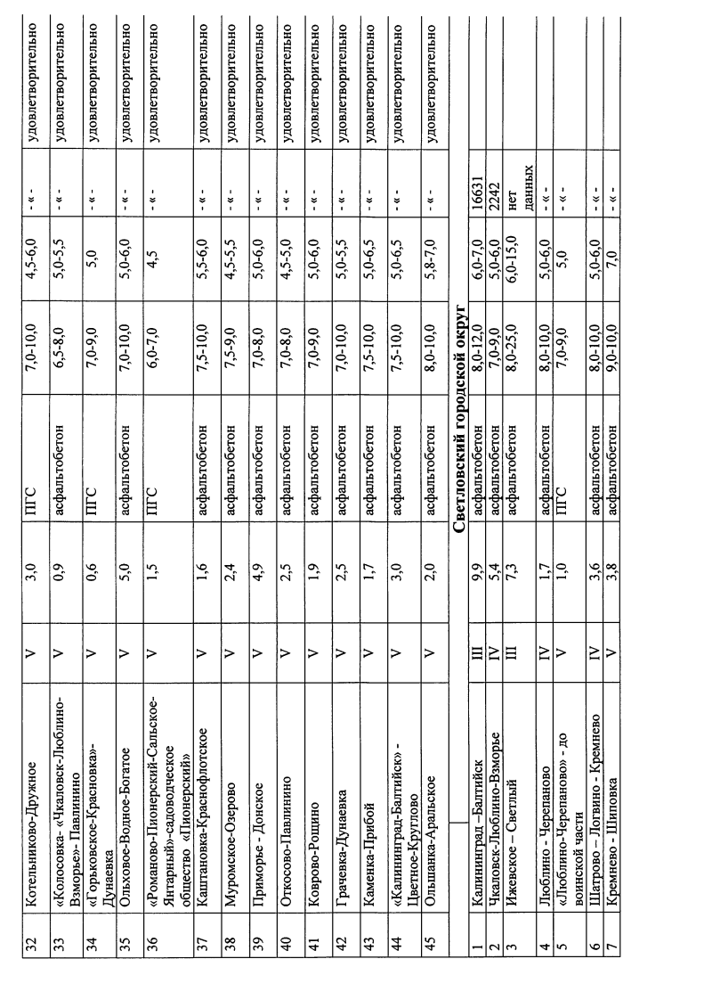 32 Котельниково-Дружное V 3,0 ПГС 7,0-10,0 4,5-6,0 - « - удовлетворительно
33 «Колосовка- «Чкаловск-Люблино- V 0,9 асфальтобетон 6,5-8,0 5,0-5,5 - « - удовлетворительно
Взморье»- Павлинино
34 «Горьковское-Красновка»- V 0,6 ПГС 7,0-9,0 5,0 - « - удовлетворительно
Дунаевка
35 Ольховое-Водное-Богатое V 5,0 асфальтобетон 7,0-10,0 5,0-6,0 - « - удовлетворительно
36 «Романово-Пионерский-Сальское- V 1,5 ПГС 6,0-7,0 4,5 - « - удовлетворительно
Янтарный»-садоводческое
общество «Пионерский»
37 Каштановка-Краснофлотское V 1,6 асфальтобетон 7,5-10,0 5,5-6,0 - « - удовлетворительно
38 Муромское-Озерово V 2,4 асфальтобетон 7,5-9,0 4,5-5,5 - « - удовлетворительно
39 Приморье - Донское V 4,9 асфальтобетон 7,0-8,0 5,0-6,0 - « - удовлетворительно
40 Откосово-Павлинино V 2,5 асфальтобетон 7,0-8,0 4,5-5,0 - « - удовлетворительно
41 Коврово-Рощино V 1,9 асфальтобетон 7,0-9,0 5,0-6,0 - « - удовлетворительно
42 Грачевка-Дунаевка V 2,5 асфальтобетон 7,0-10,0 5,0-5,5 - « - удовлетворительно
43 Каменка-Прибой V 1,7 асфальтобетон 7,5-10,0 5,0-6,5 - « - удовлетворительно
44 «Калининград-Балтийск» - V 3,0 асфальтобетон 7,5-10,0 5,0-6,5 - « - удовлетворительно
Цветное-Круглово
45 Ольшанка-Аральское V 2,0 асфальтобетон 8,0-10,0 5,8-7,0 - « - удовлетворительно
Светловский городской округ
1 Калининград –Балтийск III 9,9 асфальтобетон 8,0-12,0 6,0-7,0 16631
2 Чкаловск-Люблино-Взморье IV 5,4 асфальтобетон 7,0-9,0 5,0-6,0 2242
3 Ижевское – Светлый III 7,3 асфальтобетон 8,0-25,0 6,0-15,0 нет
данных
4 Люблино - Черепаново IV 1,7 асфальтобетон 8,0-10,0 5,0-6,0 - « -
5 «Люблино-Черепаново» - до V 1,0 ПГС 7,0-9,0 5,0 - « -
воинской части
6 Шатрово – Логвино - Кремнево IV 3,6 асфальтобетон 8,0-10,0 5,0-6,0 - « -
7 Кремнево - Шиповка V 3,8 асфальтобетон 9,0-10,0 7,0 - « -